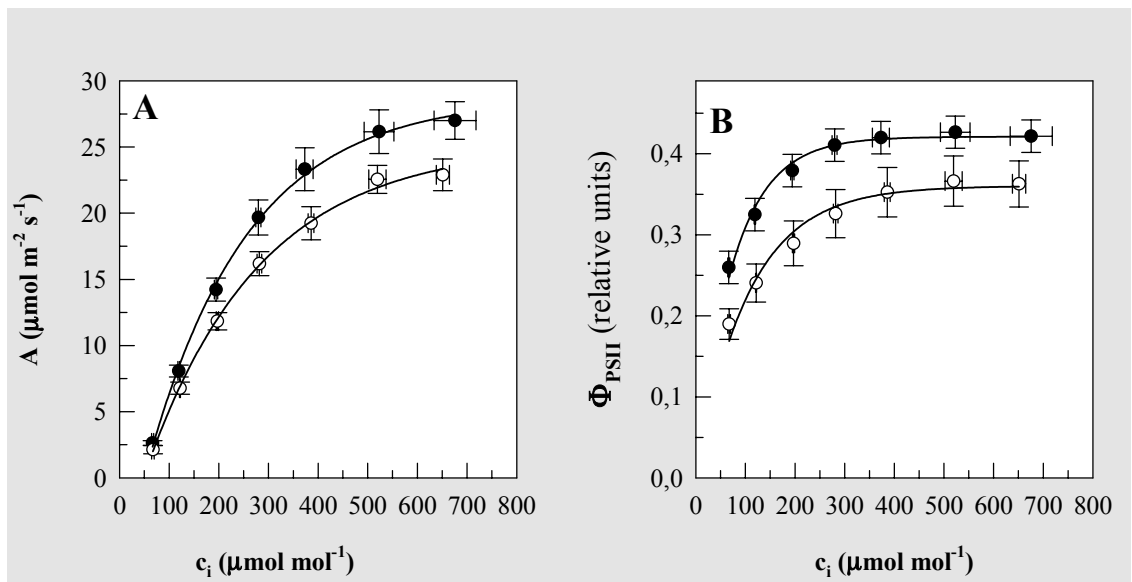 A
30
25
20
15
10
5
0
A (μmol m⁻² s⁻¹)
0 100 200 300 400 500 600 700 800
cᵢ (μmol mol⁻¹)
B
0,4
0,3
0,2
0,1
0,0
Φ_PSII (relative units)
0 100 200 300 400 500 600 700 800
cᵢ (μmol mol⁻¹)